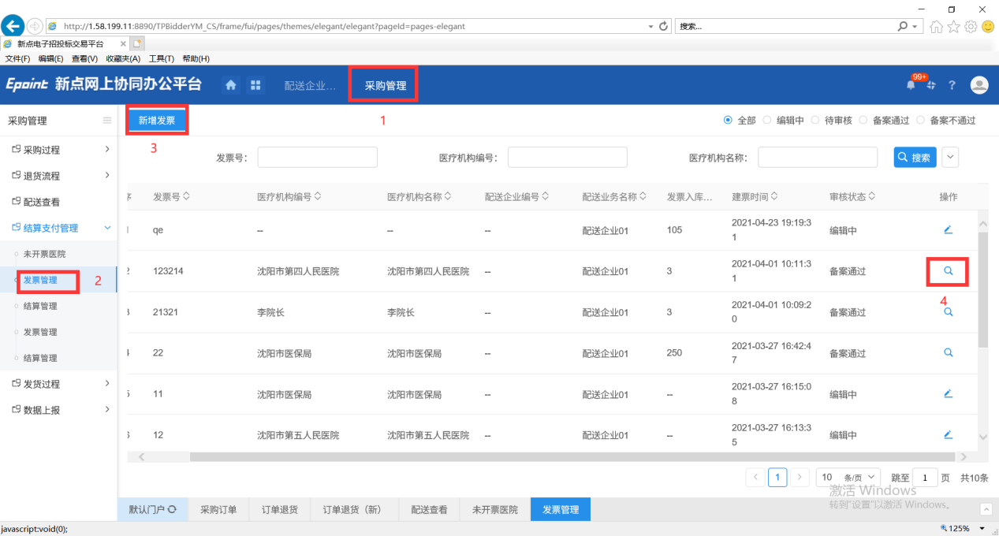 http://1.58.199.11:8890/TPBidderYM_CS/frame/fui/pages/themes/elegant/elegant?pageId=pages-elegant
搜索...
新点电子招投标交易平台
文件(F) 编辑(E) 查看(V) 收藏夹(A) 工具(T) 帮助(H)
Epoint 新点网上协同办公平台 配送企业... 采购管理 99+
采购管理 新增发票 1 全部 编辑中 待审核 备案通过 备案不通过
采购过程 3 发票号: 医疗机构编号: 医疗机构名称: 搜索
退货流程
配送查看
结算支付管理
未开票医院
发票管理 2
结算管理
发票管理
结算管理
发货过程
数据上报
发票号 医疗机构编号 医疗机构名称 配送企业编号 配送业务名称 发票入库... 建票时间 审核状态 操作
qe -- -- -- 配送企业01 105 2021-04-23 19:19:31 编辑中
2 123214 沈阳市第四人民医院 沈阳市第四人民医院 -- 配送企业01 3 2021-04-01 10:11:31 备案通过
4
21321 李院长 李院长 -- 配送企业01 3 2021-04-01 10:09:20 备案通过
22 沈阳市医保局 沈阳市医保局 -- 配送企业01 250 2021-03-27 16:42:47 备案通过
11 沈阳市医保局 沈阳市医保局 -- 配送企业01 -- 2021-03-27 16:15:08 编辑中
12 沈阳市第五人民医院 沈阳市第五人民医院 -- 配送企业01 -- 2021-03-27 16:13:35 编辑中
1 10 条/页 跳至 1 页 共10条
激活 Windows
转到"设置"以激活 Windows。
默认门户 采购订单 订单退货 订单退货（新） 配送查看 未开票医院 发票管理
javascript:void(0); 125%